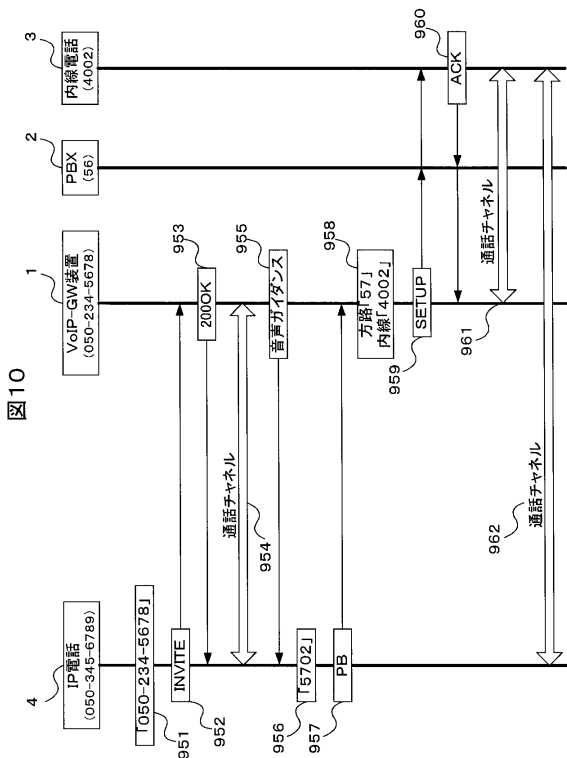 図10
4
IP電話
(050-345-6789)
1
VoIP-GW装置
(050-234-5678)
2
PBX
(56)
3
内線電話
(4002)
「050-234-5678」
951
INVITE
952
200OK
953
通話チャネル
954
音声ガイダンス
955
「5702」
956
PB
957
方路「57」
内線「4002」
958
SETUP
959
ACK
960
通話チャネル
961
通話チャネル
962